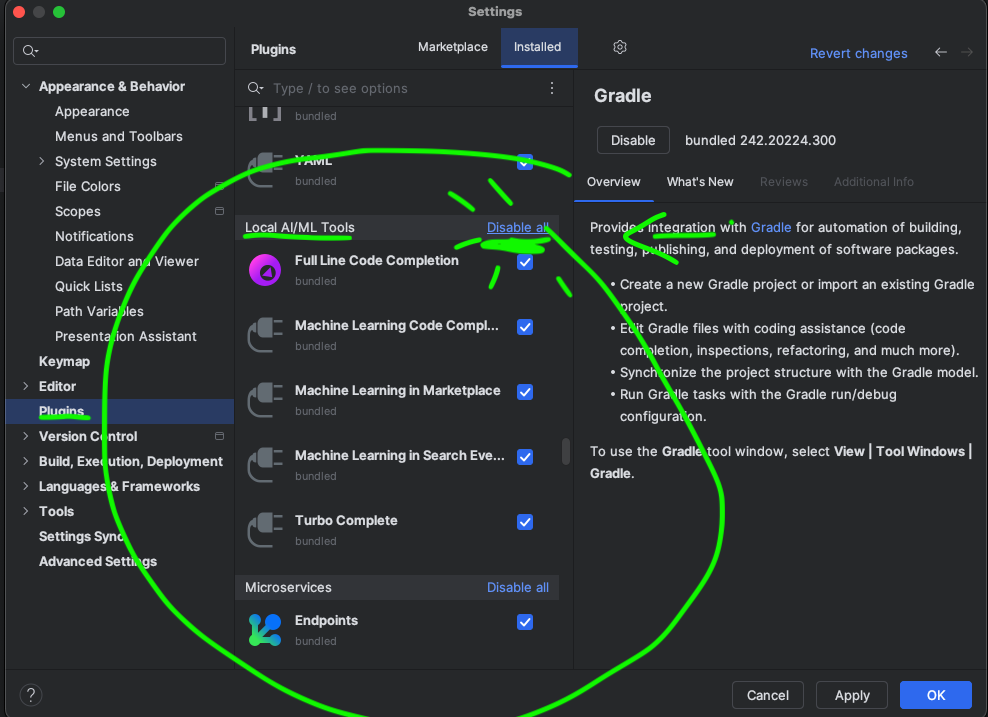 Settings
Plugins
Marketplace
Installed
Revert changes
Appearance & Behavior
Appearance
Menus and Toolbars
System Settings
File Colors
Scopes
Notifications
Data Editor and Viewer
Quick Lists
Path Variables
Presentation Assistant
Keymap
Editor
Plugins
Version Control
Build, Execution, Deployment
Languages & Frameworks
Tools
Settings Sync
Advanced Settings
Type / to see options
bundled
YAML
bundled
Local AI/ML Tools Disable all
Full Line Code Completion
bundled
Machine Learning Code Compl...
bundled
Machine Learning in Marketplace
bundled
Machine Learning in Search Eve...
bundled
Turbo Complete
bundled
Microservices Disable all
Endpoints
bundled
Gradle
Disable bundled 242.20224.300
Overview What's New Reviews Additional Info
Provides integration with Gradle for automation of building,
testing, publishing, and deployment of software packages.
• Create a new Gradle project or import an existing Gradle
project.
• Edit Gradle files with coding assistance (code
completion, inspections, refactoring, and much more).
• Synchronize the project structure with the Gradle model.
• Run Gradle tasks with the Gradle run/debug
configuration.
To use the Gradle tool window, select View | Tool Windows |
Gradle.
?
Cancel
Apply
OK